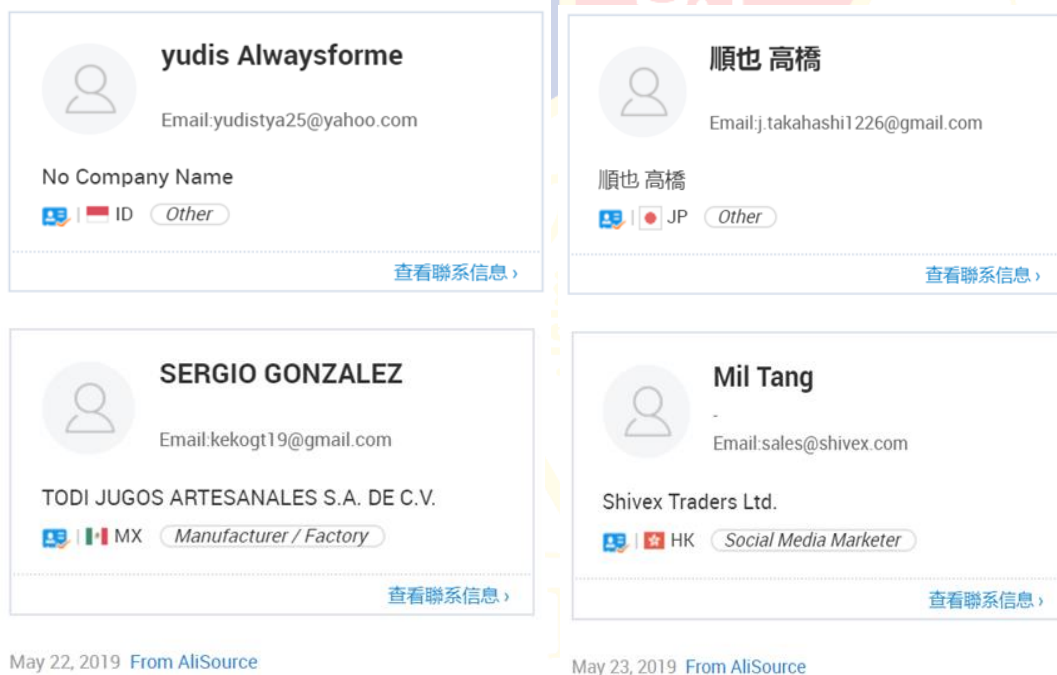 yudis Alwaysforme
Email:yudistya25@yahoo.com
No Company Name
ID Other
查看聯系信息 ›
順也 高橋
Email:j.takahashi1226@gmail.com
順也 高橋
JP Other
查看聯系信息 ›
SERGIO GONZALEZ
Email:kekogt19@gmail.com
TODI JUGOS ARTESANALES S.A. DE C.V.
MX Manufacturer / Factory
查看聯系信息 ›
May 22, 2019 From AliSource
Mil Tang
-
Email:sales@shivex.com
Shivex Traders Ltd.
HK Social Media Marketer
查看聯系信息 ›
May 23, 2019 From AliSource